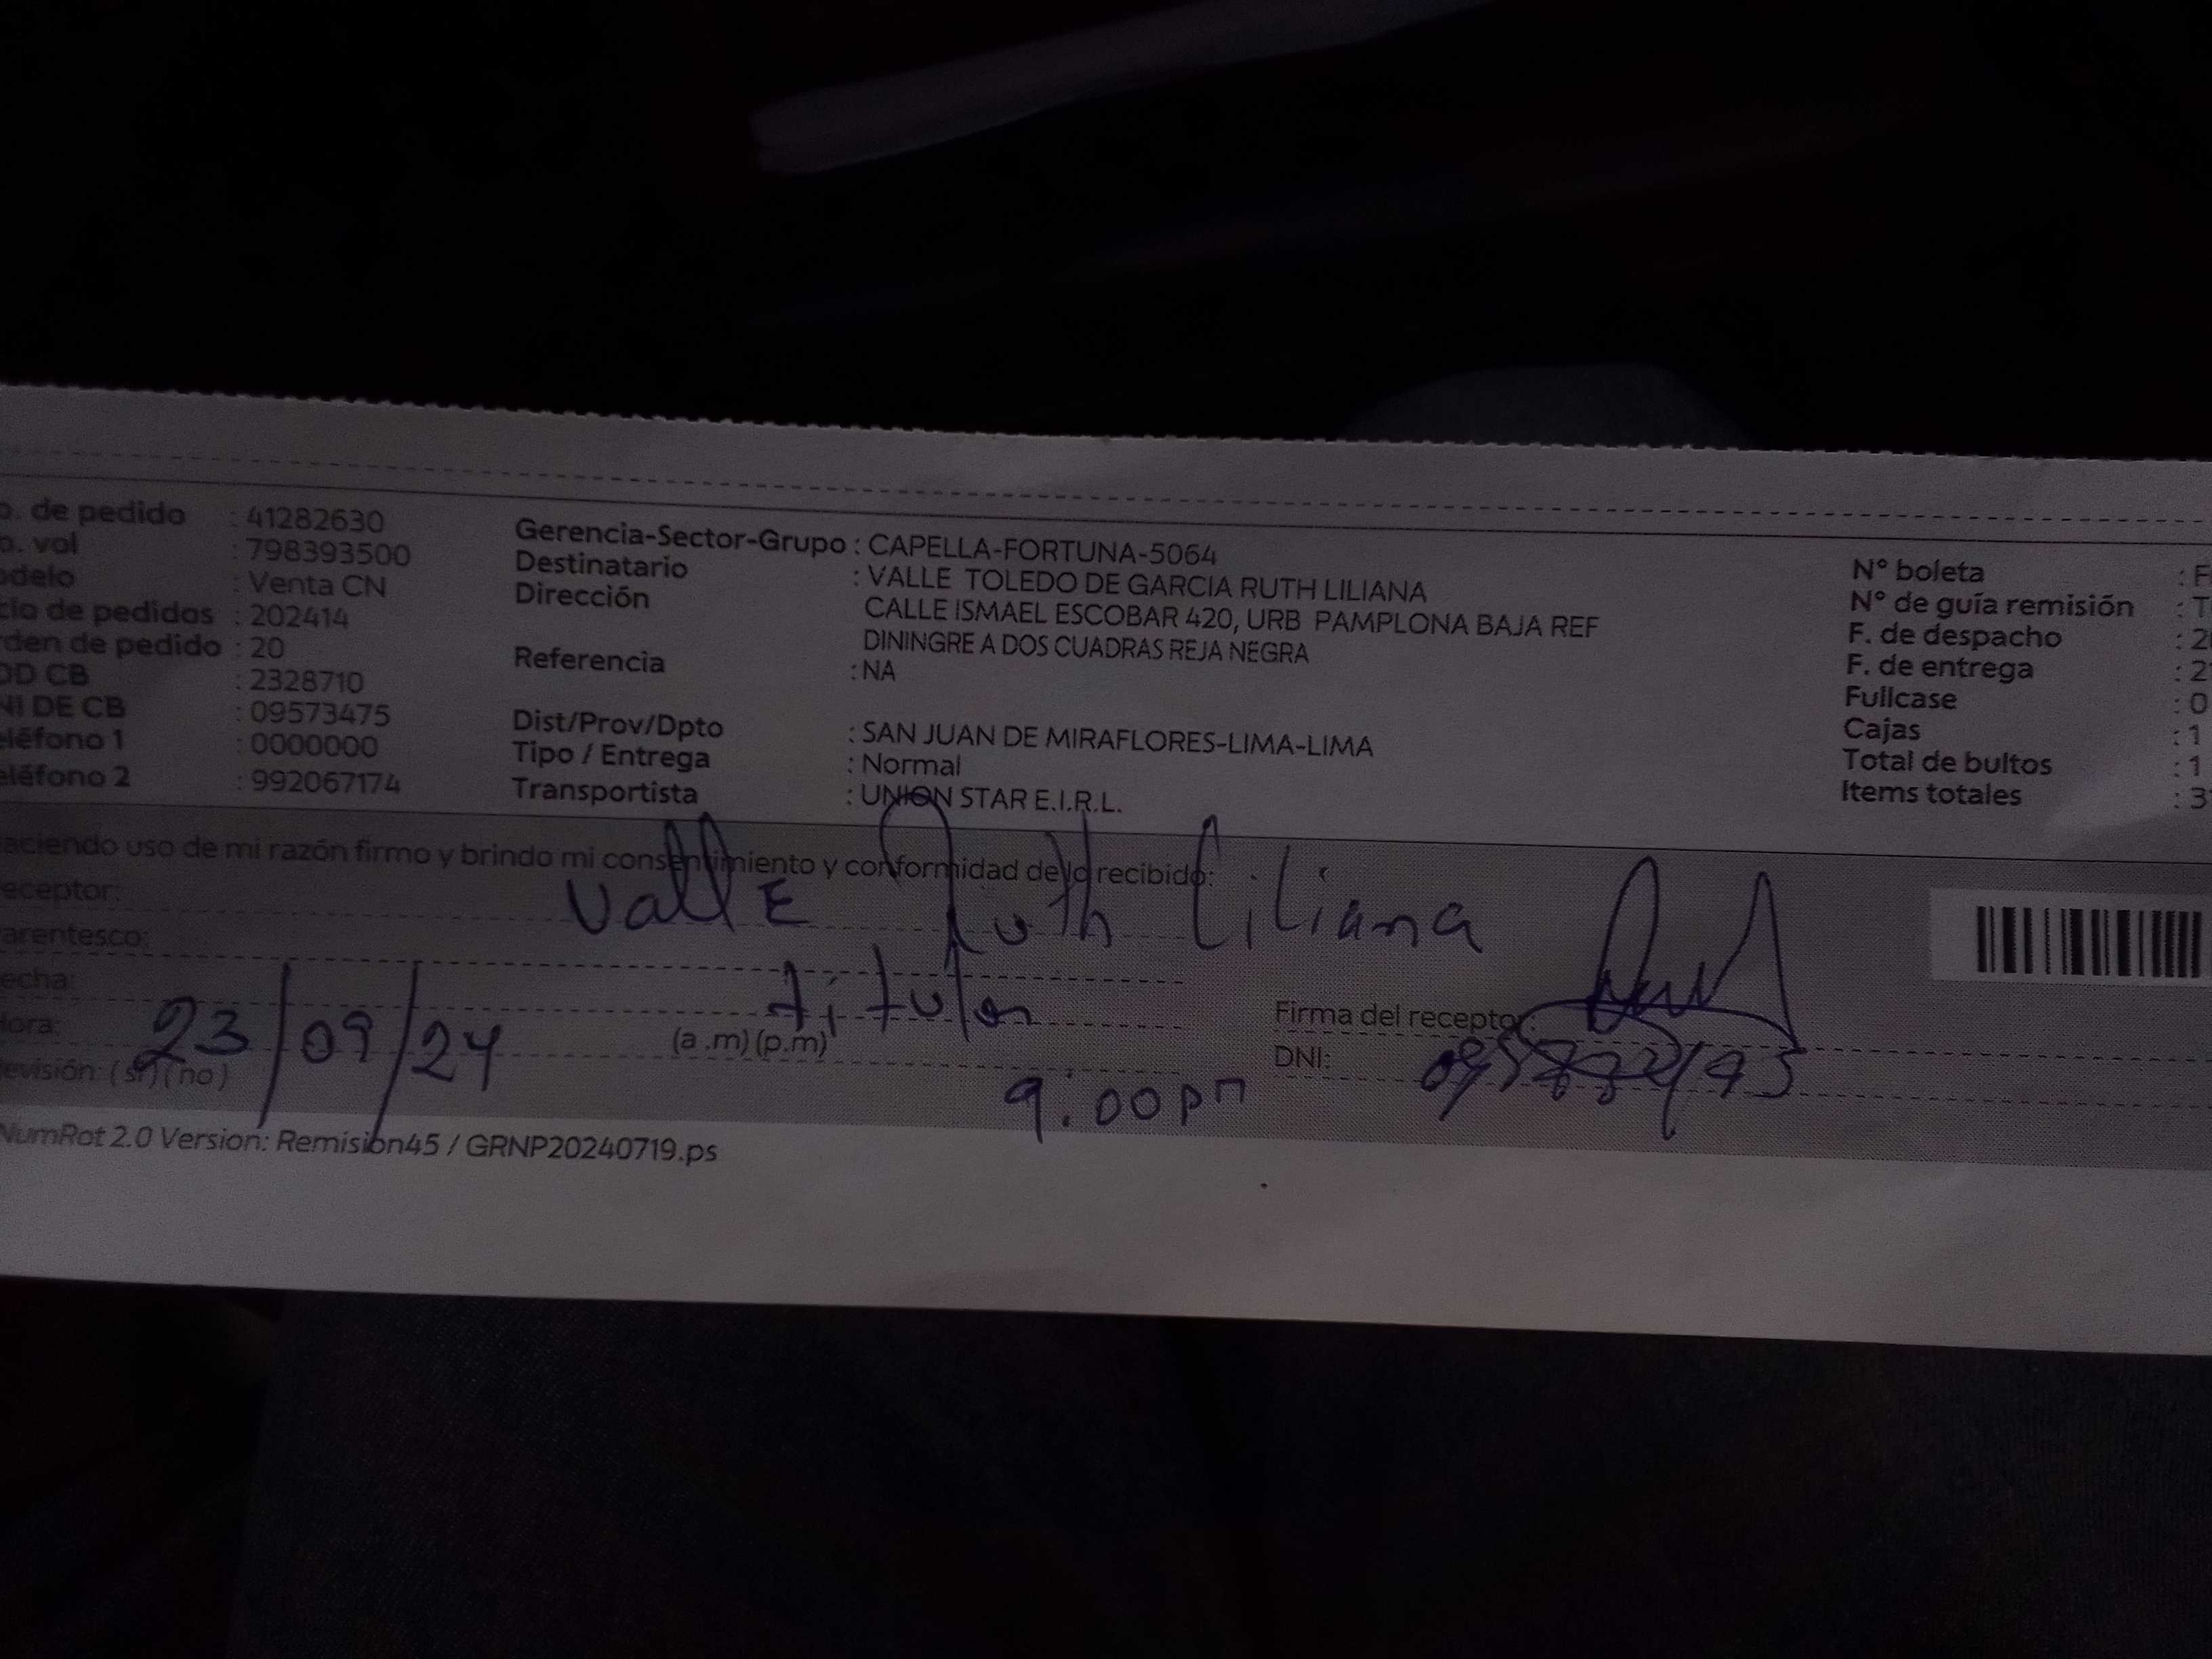 o. de pedido : 41282630
o. vol : 798393500
odelo : Venta CN
cio de pedidos : 202414
rden de pedido : 20
OD CB : 2328710
NI DE CB : 09573475
eléfono 1 : 0000000
eléfono 2 : 992067174
Gerencia-Sector-Grupo : CAPELLA-FORTUNA-5064
Destinatario : VALLE TOLEDO DE GARCIA RUTH LILIANA
Dirección CALLE ISMAEL ESCOBAR 420, URB PAMPLONA BAJA REF
DININGRE A DOS CUADRAS REJA NEGRA
Referencia : NA
Dist/Prov/Dpto : SAN JUAN DE MIRAFLORES-LIMA-LIMA
Tipo / Entrega : Normal
Transportista : UNION STAR E.I.R.L.
N° boleta : F
N° de guía remisión : T
F. de despacho : 2
F. de entrega : 2
Fullcase : 0
Cajas : 1
Total de bultos : 1
Items totales : 3
aciendo uso de mi razón firmo y brindo mi consentimiento y conformidad de lo recibido:
eceptor: Valle Ruth Liliana
arentesco: titular
echa: 23/09/24
Hora: (a .m) (p.m) 9:00 pm
evisión: ( si ) ( no )
Firma del receptor:
DNI:
NumRot 2.0 Version: Remision45 / GRNP20240719.ps